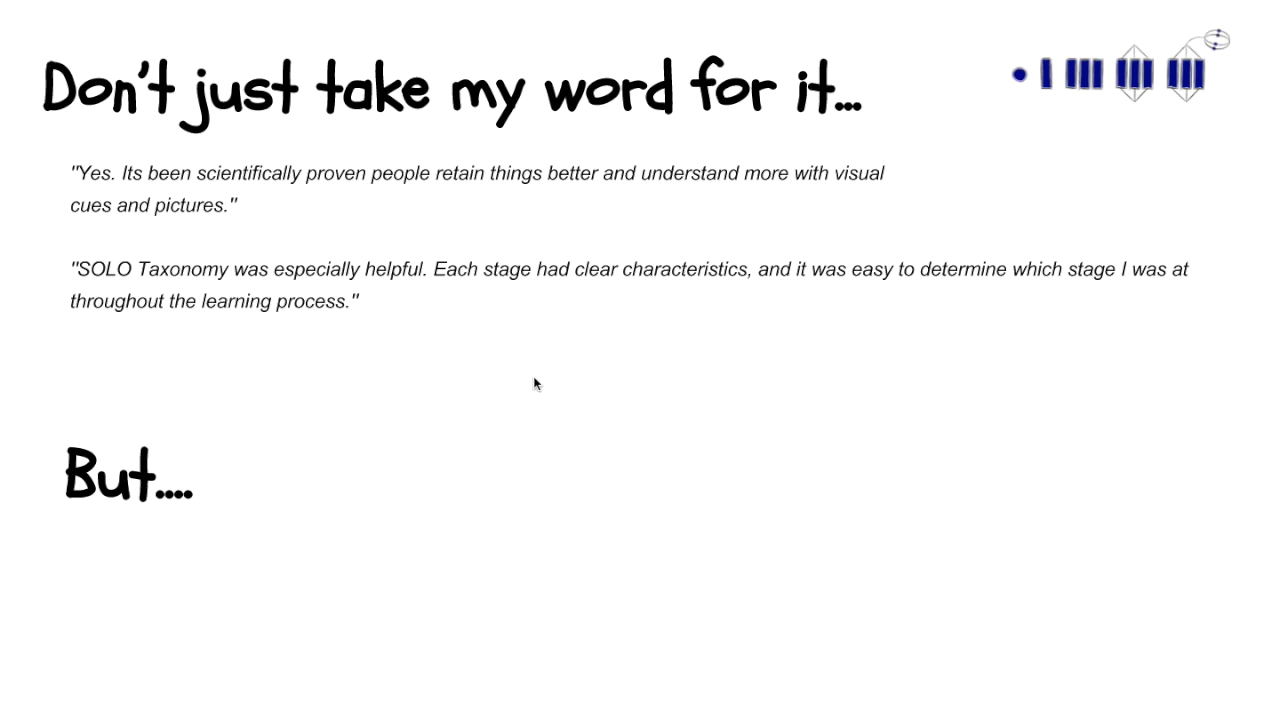 Don't just take my word for it...
"Yes. Its been scientifically proven people retain things better and understand more with visual
cues and pictures."
"SOLO Taxonomy was especially helpful. Each stage had clear characteristics, and it was easy to determine which stage I was at
throughout the learning process."
But....